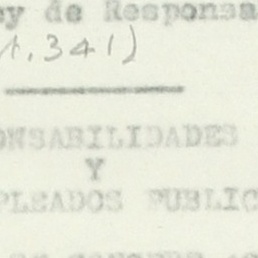 ey de Responsa
1.341)
ONSABILIDADES
Y
PLEADOS PUBLIC